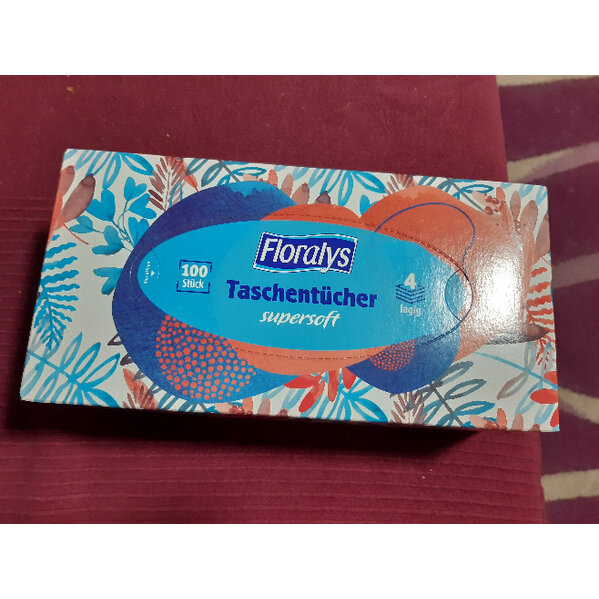 Floralys
100
Stück
Taschentücher
supersoft
4
lagig